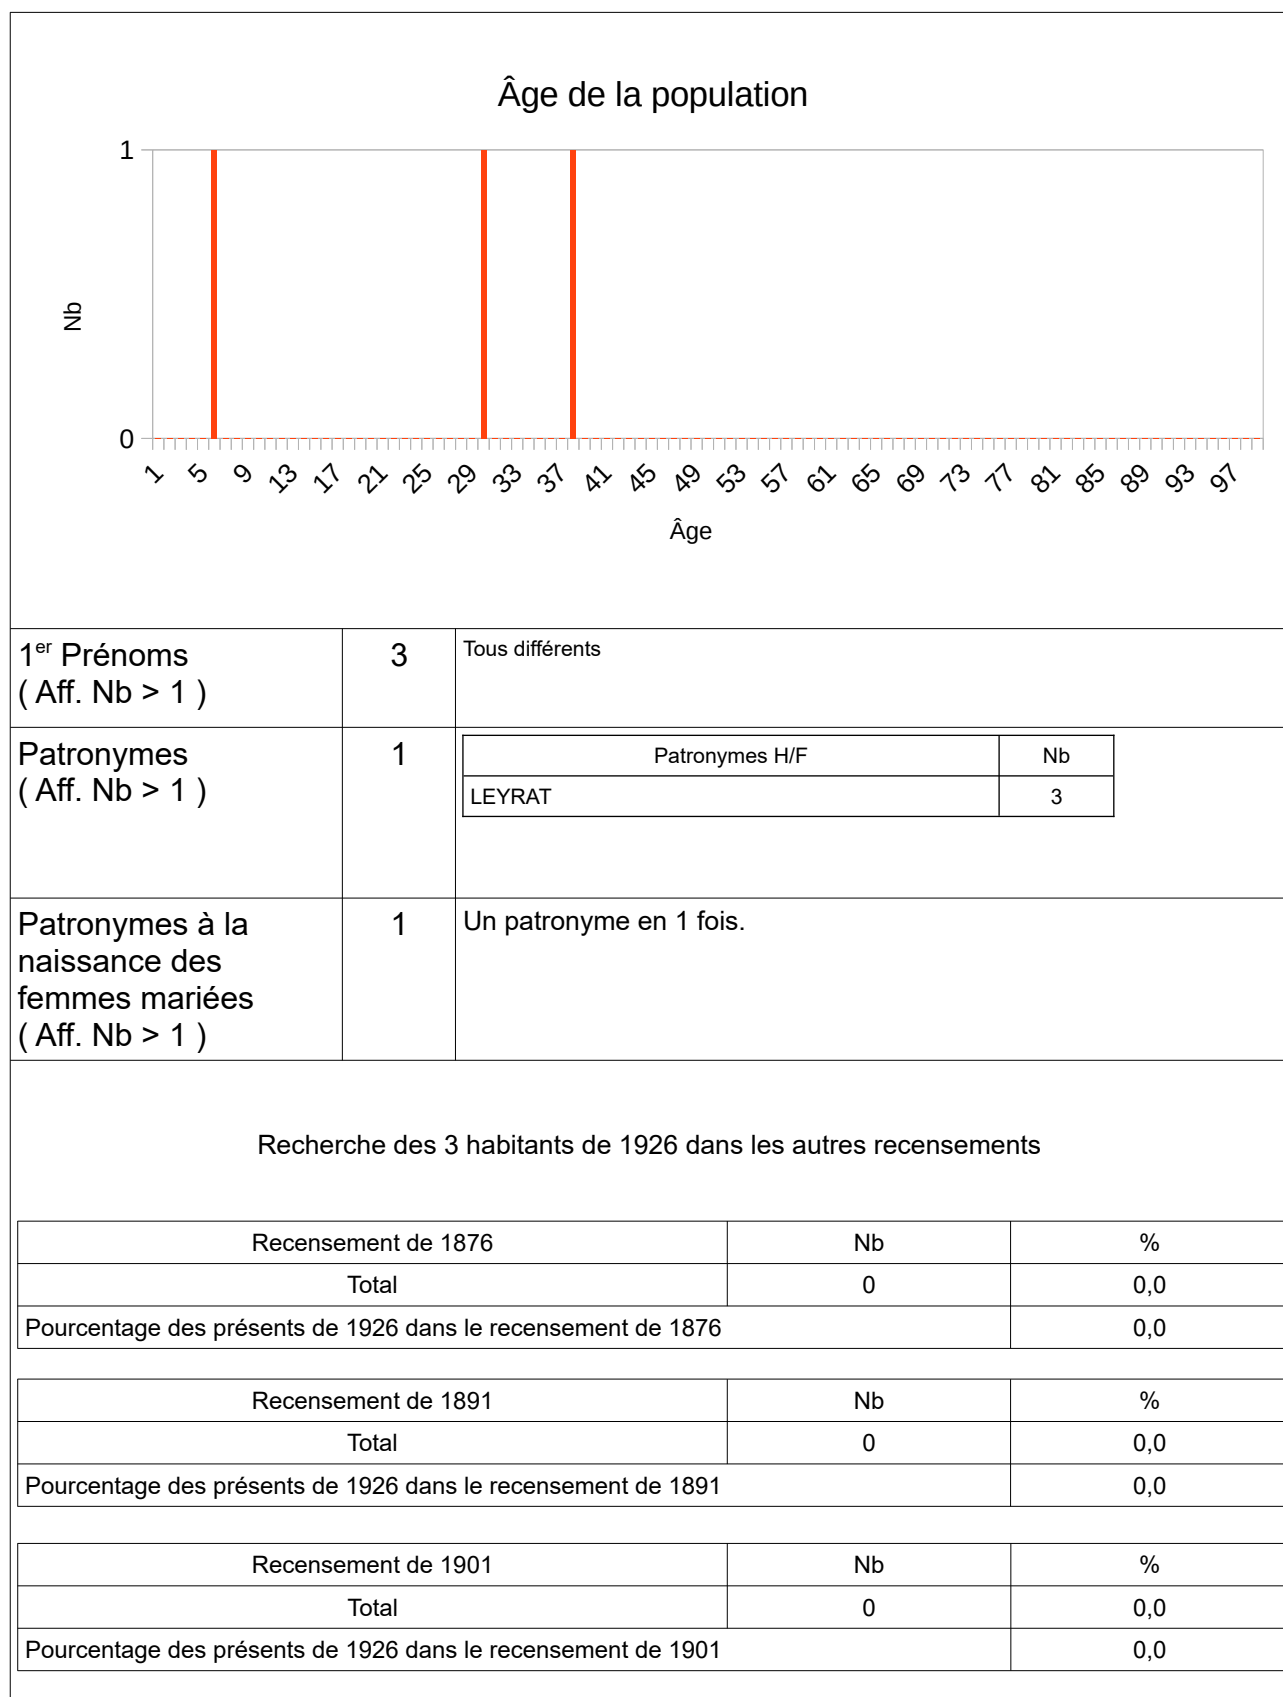 Âge de la population
1
Nb
0
1 5 9 13 17 21 25 29 33 37 41 45 49 53 57 61 65 69 73 77 81 85 89 93 97
Âge
1er Prénoms 3 Tous différents
( Aff. Nb > 1 )
Patronymes 1 Patronymes H/F Nb
( Aff. Nb > 1 ) LEYRAT 3
Patronymes à la 1 Un patronyme en 1 fois.
naissance des
femmes mariées
( Aff. Nb > 1 )
Recherche des 3 habitants de 1926 dans les autres recensements
Recensement de 1876 Nb %
Total 0 0,0
Pourcentage des présents de 1926 dans le recensement de 1876 0,0
Recensement de 1891 Nb %
Total 0 0,0
Pourcentage des présents de 1926 dans le recensement de 1891 0,0
Recensement de 1901 Nb %
Total 0 0,0
Pourcentage des présents de 1926 dans le recensement de 1901 0,0